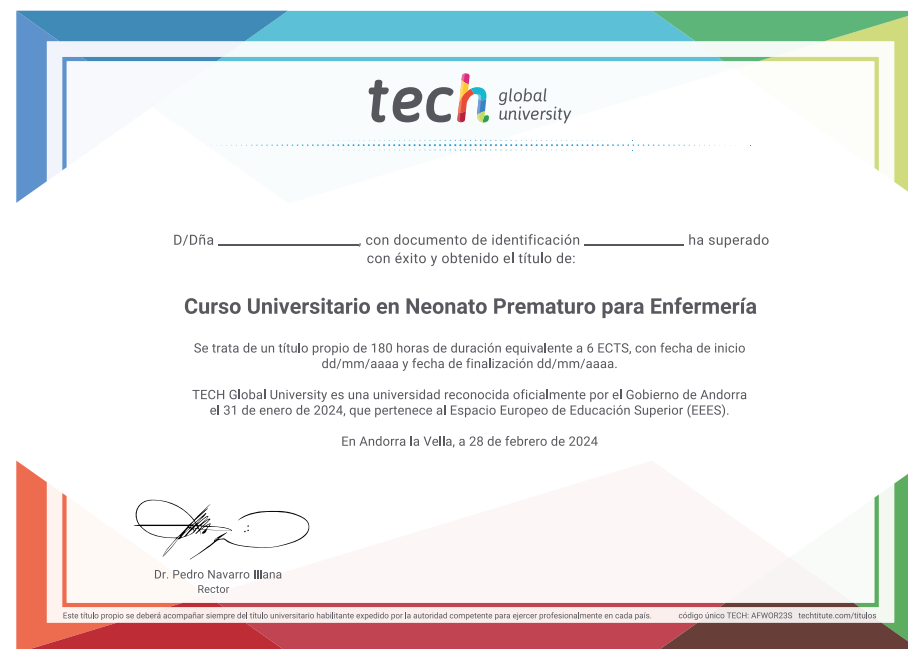 tech global university
D/Dña ____________________, con documento de identificación ______________ ha superado
con éxito y obtenido el título de:
Curso Universitario en Neonato Prematuro para Enfermería
Se trata de un título propio de 180 horas de duración equivalente a 6 ECTS, con fecha de inicio
dd/mm/aaaa y fecha de finalización dd/mm/aaaa.
TECH Global University es una universidad reconocida oficialmente por el Gobierno de Andorra
el 31 de enero de 2024, que pertenece al Espacio Europeo de Educación Superior (EEES).
En Andorra la Vella, a 28 de febrero de 2024
Dr. Pedro Navarro Illana
Rector
Este título propio se deberá acompañar siempre del título universitario habilitante expedido por la autoridad competente para ejercer profesionalmente en cada país. código único TECH: AFWOR23S techtitute.com/titulos